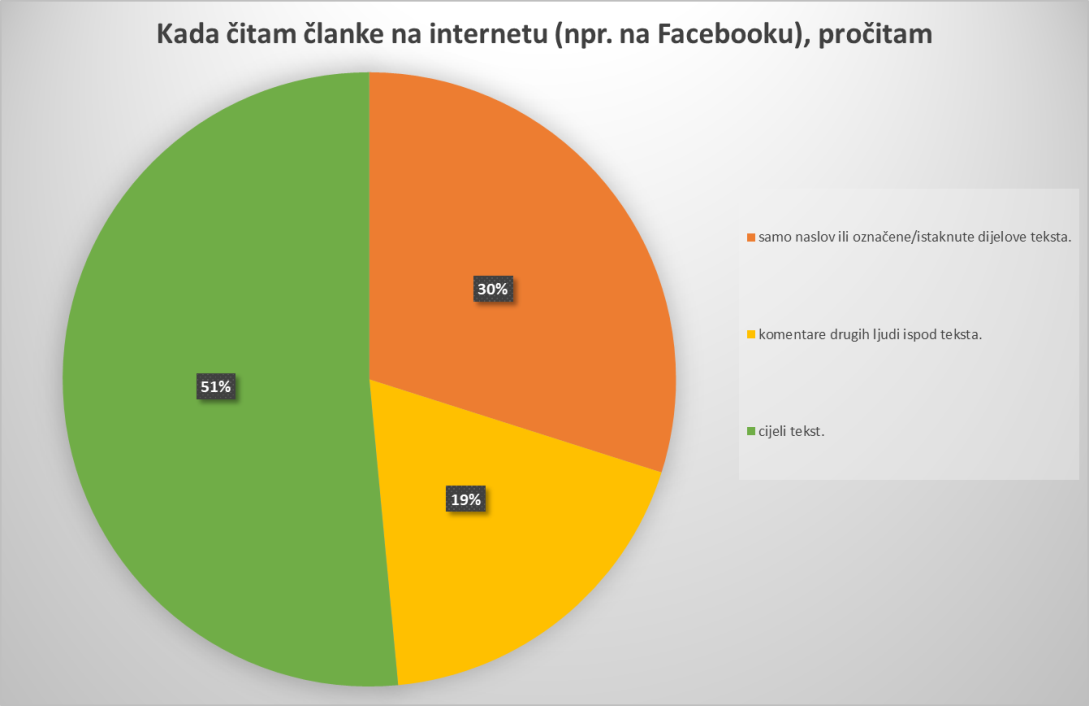 Kada čitam članke na internetu (npr. na Facebooku), pročitam
30%
51%
19%
samo naslov ili označene/istaknute dijelove teksta.
komentare drugih ljudi ispod teksta.
cijeli tekst.